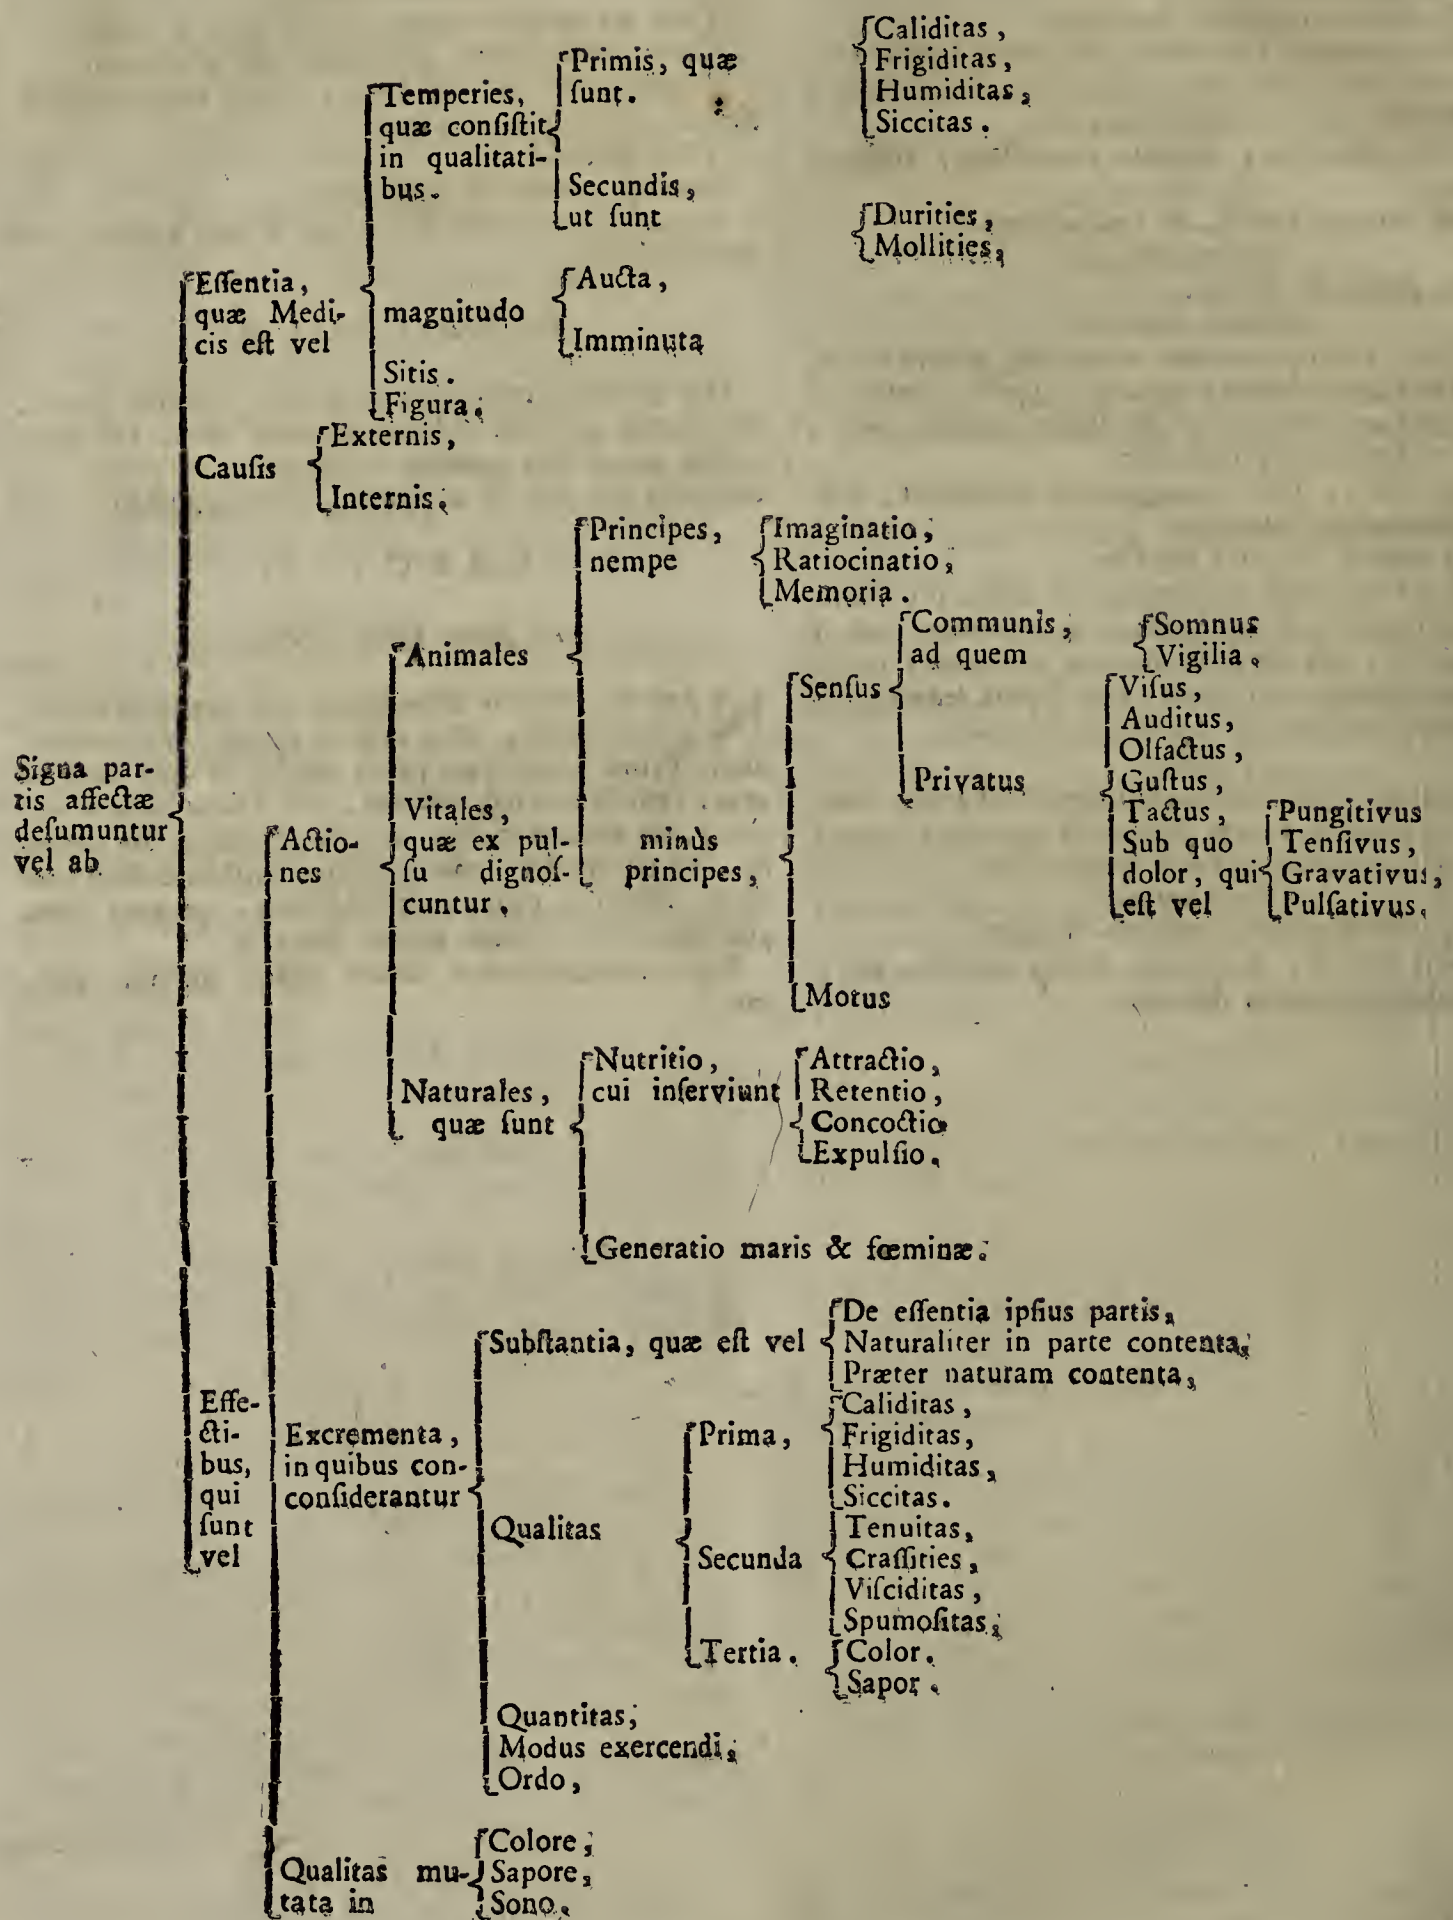 Signa par-
tis affectæ
desumuntur
vel ab
Essentia,
quæ Medi-
cis est vel
Temperies,
quæ consistit
in qualitati-
bus.
Primis, quæ
sunt.
Caliditas,
Frigiditas,
Humiditas,
Siccitas.
Secundis,
ut sunt
Durities,
Mollities,
magnitudo
Aucta,
Imminuta
Sitis.
Figura.
Causis
Externis,
Internis.
Effe-
cti-
bus,
qui
sunt
vel
Actio-
nes
Animales
Principes,
nempe
Imaginatio,
Ratiocinatio,
Memoria.
minùs
principes,
Sensus
Communis,
ad quem
Somnus
Vigilia.
Privatus
Visus,
Auditus,
Olfactus,
Gustus,
Tactus,
Sub quo
dolor, qui
est vel
Pungitivus
Tensivus,
Gravativus,
Pulsativus.
Motus
Vitales,
quæ ex pul-
su dignos-
cuntur.
Naturales,
quæ sunt
Nutritio,
cui inserviunt
Attractio,
Retentio,
Concoctio
Expulsio.
Generatio maris & fœminæ.
Excrementa,
in quibus con-
considerantur
Substantia, quæ est vel
De essentia ipsius partis,
Naturaliter in parte contenta,
Præter naturam contenta,
Qualitas
Prima,
Caliditas,
Frigiditas,
Humiditas,
Siccitas.
Secunda
Tenuitas,
Crassities,
Visciditas,
Spumositas,
Tertia.
Color.
Sapor.
Quantitas,
Modus exercendi,
Ordo,
Qualitas mu-
tata in
Colore,
Sapore,
Sono.